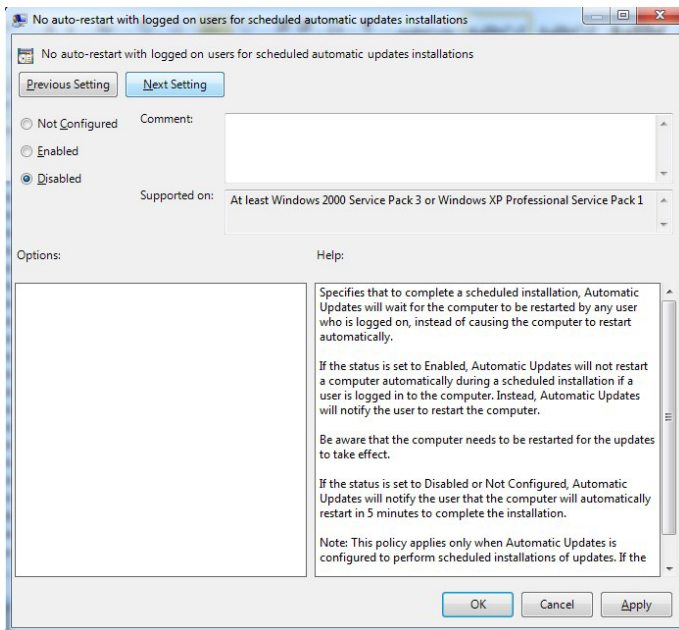 No auto-restart with logged on users for scheduled automatic updates installations
No auto-restart with logged on users for scheduled automatic updates installations
Previous Setting
Next Setting
Not Configured
Comment:
Enabled
Disabled
Supported on:
At least Windows 2000 Service Pack 3 or Windows XP Professional Service Pack 1
Options:
Help:
Specifies that to complete a scheduled installation, Automatic
Updates will wait for the computer to be restarted by any user
who is logged on, instead of causing the computer to restart
automatically.
If the status is set to Enabled, Automatic Updates will not restart
a computer automatically during a scheduled installation if a
user is logged in to the computer. Instead, Automatic Updates
will notify the user to restart the computer.
Be aware that the computer needs to be restarted for the updates
to take effect.
If the status is set to Disabled or Not Configured, Automatic
Updates will notify the user that the computer will automatically
restart in 5 minutes to complete the installation.
Note: This policy applies only when Automatic Updates is
configured to perform scheduled installations of updates. If the
OK
Cancel
Apply